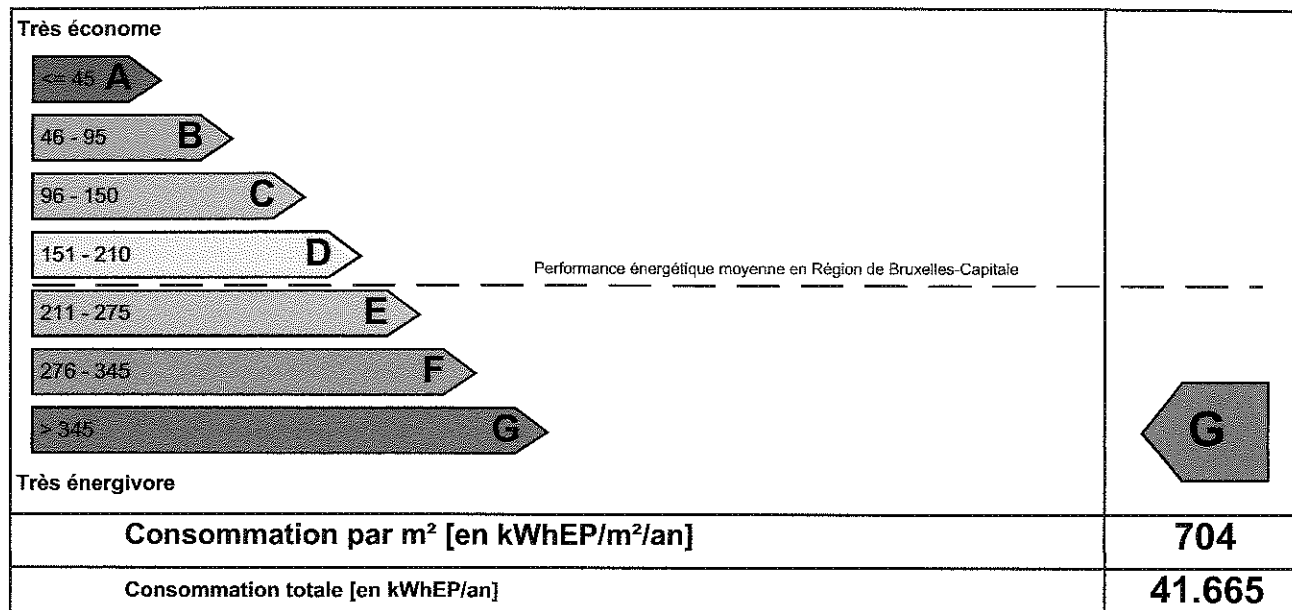 Très économe
<= 45 A
46 - 95 B
96 - 150 C
151 - 210 D
Performance énergétique moyenne en Région de Bruxelles-Capitale
211 - 275 E
276 - 345 F
> 345 G
G
Très énergivore
Consommation par m² [en kWhEP/m²/an] 704
Consommation totale [en kWhEP/an] 41.665